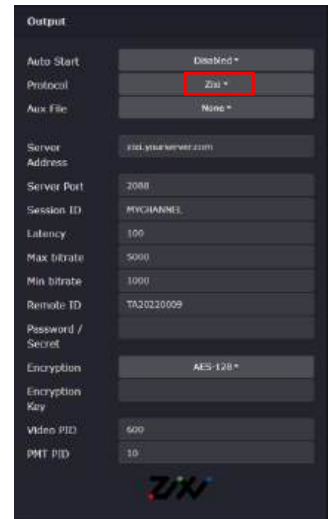 Output
Auto Start Disabled
Protocol Zixi
Aux File None
Server Address zixi.yourserver.com
Server Port 2088
Session ID MYCHANNEL
Latency 100
Max bitrate 5000
Min bitrate 1000
Remote ID TA20220009
Password / Secret
Encryption AES-128
Encryption Key
Video PID 600
PMT PID 10
Zixi